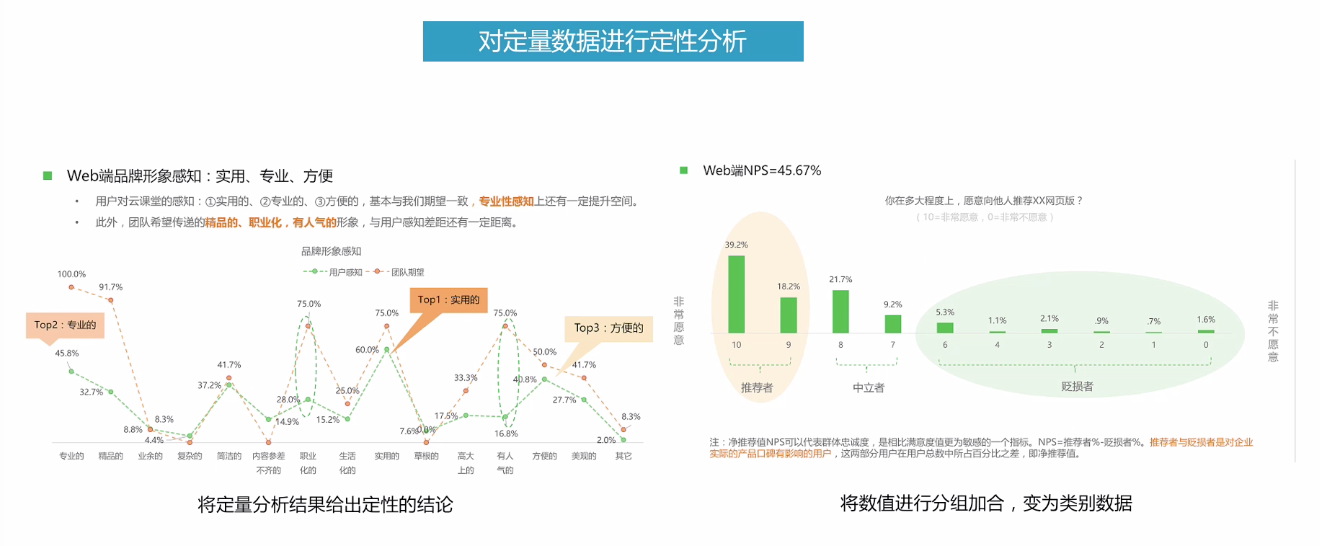 对定量数据进行定性分析
Web端品牌形象感知：实用、专业、方便
• 用户对云课堂的感知：①实用的、②专业的、③方便的，基本与我们期望一致，专业性感知上还有一定提升空间。
• 此外，团队希望传递的精品的、职业化，有人气的形象，与用户感知差距还有一定距离。
品牌形象感知
用户感知 团队期望
100.0%
91.7%
Top2：专业的
45.8%
32.7%
8.8%
8.3%
4.4%
37.2%
41.7%
14.9%
75.0%
28.0%
25.0%
15.2%
75.0%
60.0%
Top1：实用的
7.6%
0.0%
33.3%
17.5%
75.0%
16.8%
Top3：方便的
50.0%
40.8%
41.7%
27.7%
8.3%
2.0%
专业的 精品的 业余的 复杂的 简洁的 内容参差不齐的 职业化的 生活化的 实用的 草根的 高大上的 有人气的 方便的 美观的 其它
将定量分析结果给出定性的结论
Web端NPS=45.67%
你在多大程度上，愿意向他人推荐XX网页版？
（10=非常愿意，0=非常不愿意）
非常愿意
39.2% 18.2% 21.7% 9.2% 5.3% 1.1% 2.1% .9% .7% 1.6%
10 9 8 7 6 4 3 2 1 0
推荐者 中立者 贬损者
非常不愿意
注：净推荐值NPS可以代表群体忠诚度，是相比满意度值更为敏感的一个指标。NPS=推荐者%-贬损者%。推荐者与贬损者是对企业
实际的产品口碑有影响的用户，这两部分用户在用户总数中所占百分比之差，即净推荐值。
将数值进行分组加合，变为类别数据